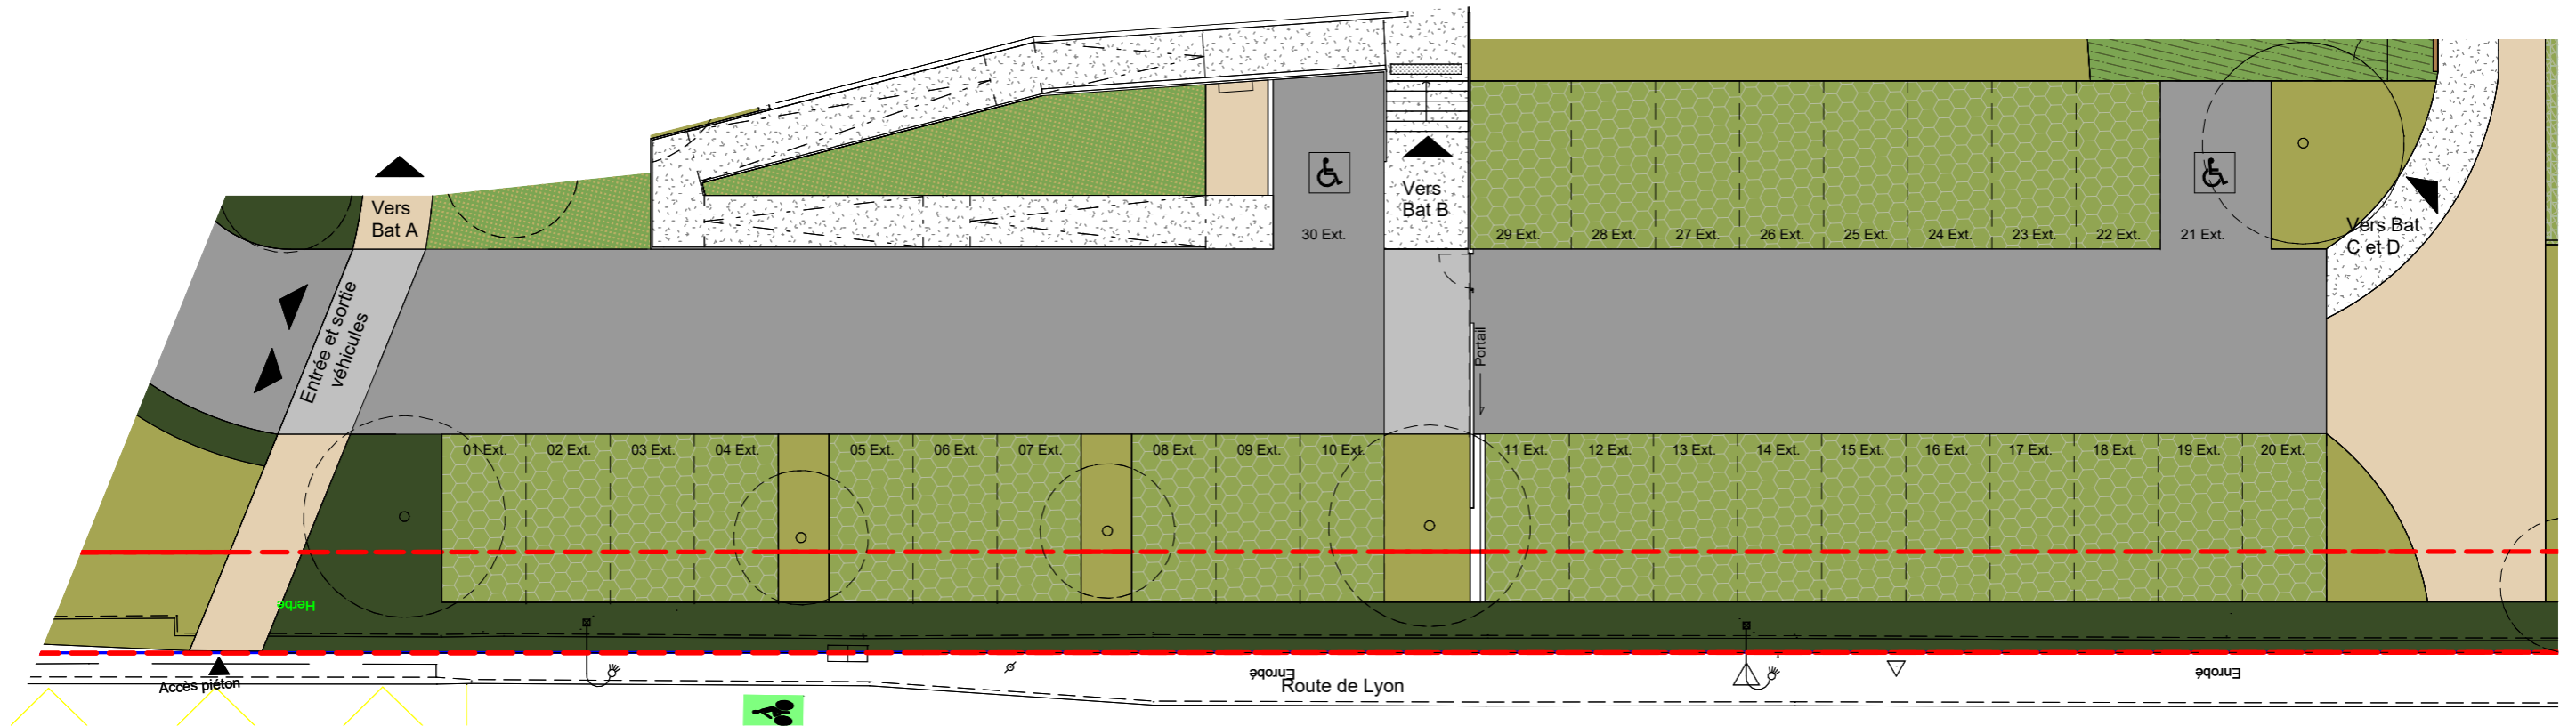 Vers
Bat A
Vers
Bat B
Vers Bat
C et D
30 Ext.
29 Ext.
28 Ext.
27 Ext.
26 Ext.
25 Ext.
24 Ext.
23 Ext.
22 Ext.
21 Ext.
Entrée et sortie
véhicules
Portail
01 Ext.
02 Ext.
03 Ext.
04 Ext.
05 Ext.
06 Ext.
07 Ext.
08 Ext.
09 Ext.
10 Ext.
11 Ext.
12 Ext.
13 Ext.
14 Ext.
15 Ext.
16 Ext.
17 Ext.
18 Ext.
19 Ext.
20 Ext.
Herbe
Accès piéton
Enrobé
Route de Lyon
Enrobé